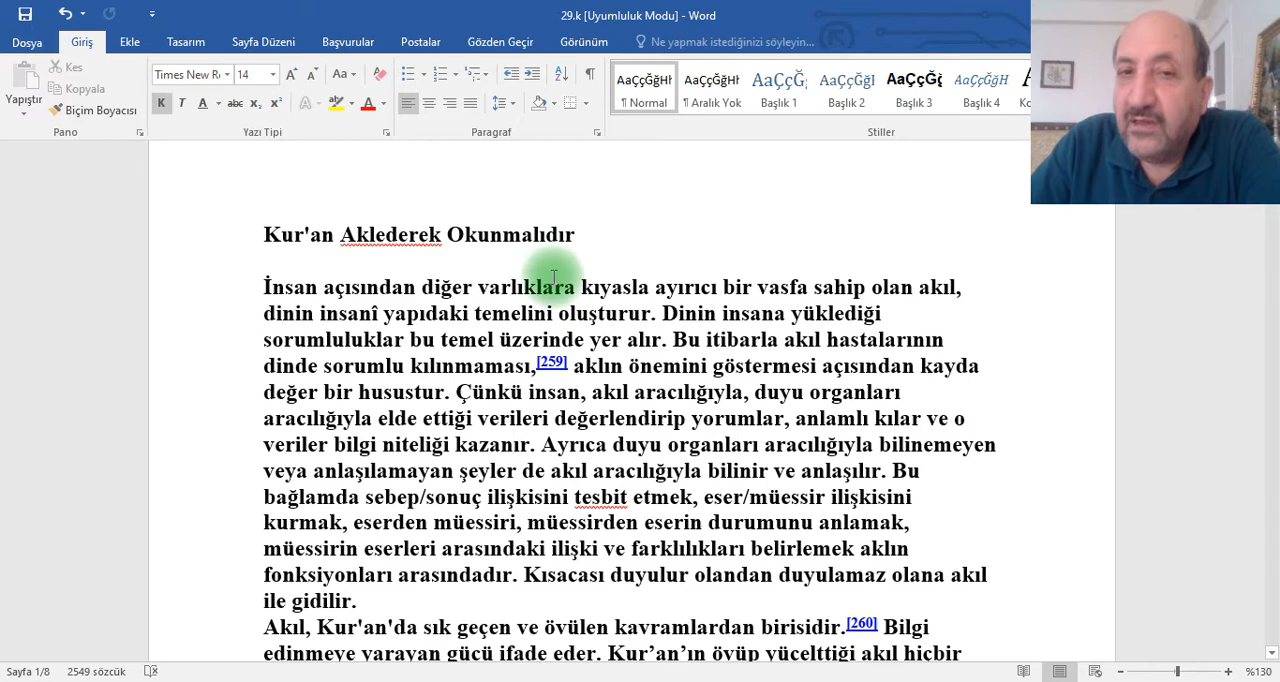 29.k [Uyumluluk Modu] - Word
Dosya Giriş Ekle Tasarım Sayfa Düzeni Başvurular Postalar Gözden Geçir Görünüm Ne yapmak istediğinizi söyleyin...
Yapıştır
Kes
Kopyala
Biçim Boyacısı
Pano
Times New Ro 14
Aa
K T A abc x₂ x²
Yazı Tipi
Paragraf
AaÇçĞğHł AaÇçĞğHł AaÇçĞ AaÇçĞğI AaÇçĞğ AaÇçĞğH
¶ Normal ¶ Aralık Yok Başlık 1 Başlık 2 Başlık 3 Başlık 4
Stiller
Kur'an Aklederek Okunmalıdır
İnsan açısından diğer varlıklara kıyasla ayırıcı bir vasfa sahip olan akıl,
dinin insanî yapıdaki temelini oluşturur. Dinin insana yüklediği
sorumluluklar bu temel üzerinde yer alır. Bu itibarla akıl hastalarının
dinde sorumlu kılınmaması,[259] aklın önemini göstermesi açısından kayda
değer bir husustur. Çünkü insan, akıl aracılığıyla, duyu organları
aracılığıyla elde ettiği verileri değerlendirip yorumlar, anlamlı kılar ve o
veriler bilgi niteliği kazanır. Ayrıca duyu organları aracılığıyla bilinemeyen
veya anlaşılamayan şeyler de akıl aracılığıyla bilinir ve anlaşılır. Bu
bağlamda sebep/sonuç ilişkisini tesbit etmek, eser/müessir ilişkisini
kurmak, eserden müessiri, müessirden eserin durumunu anlamak,
müessirin eserleri arasındaki ilişki ve farklılıkları belirlemek aklın
fonksiyonları arasındadır. Kısacası duyulur olandan duyulamaz olana akıl
ile gidilir.
Akıl, Kur'an'da sık geçen ve övülen kavramlardan birisidir.[260] Bilgi
edinmeye yarayan gücü ifade eder. Kur’an’ın övüp yücelttiği akıl hiçbir
Sayfa 1/8 2549 sözcük %130